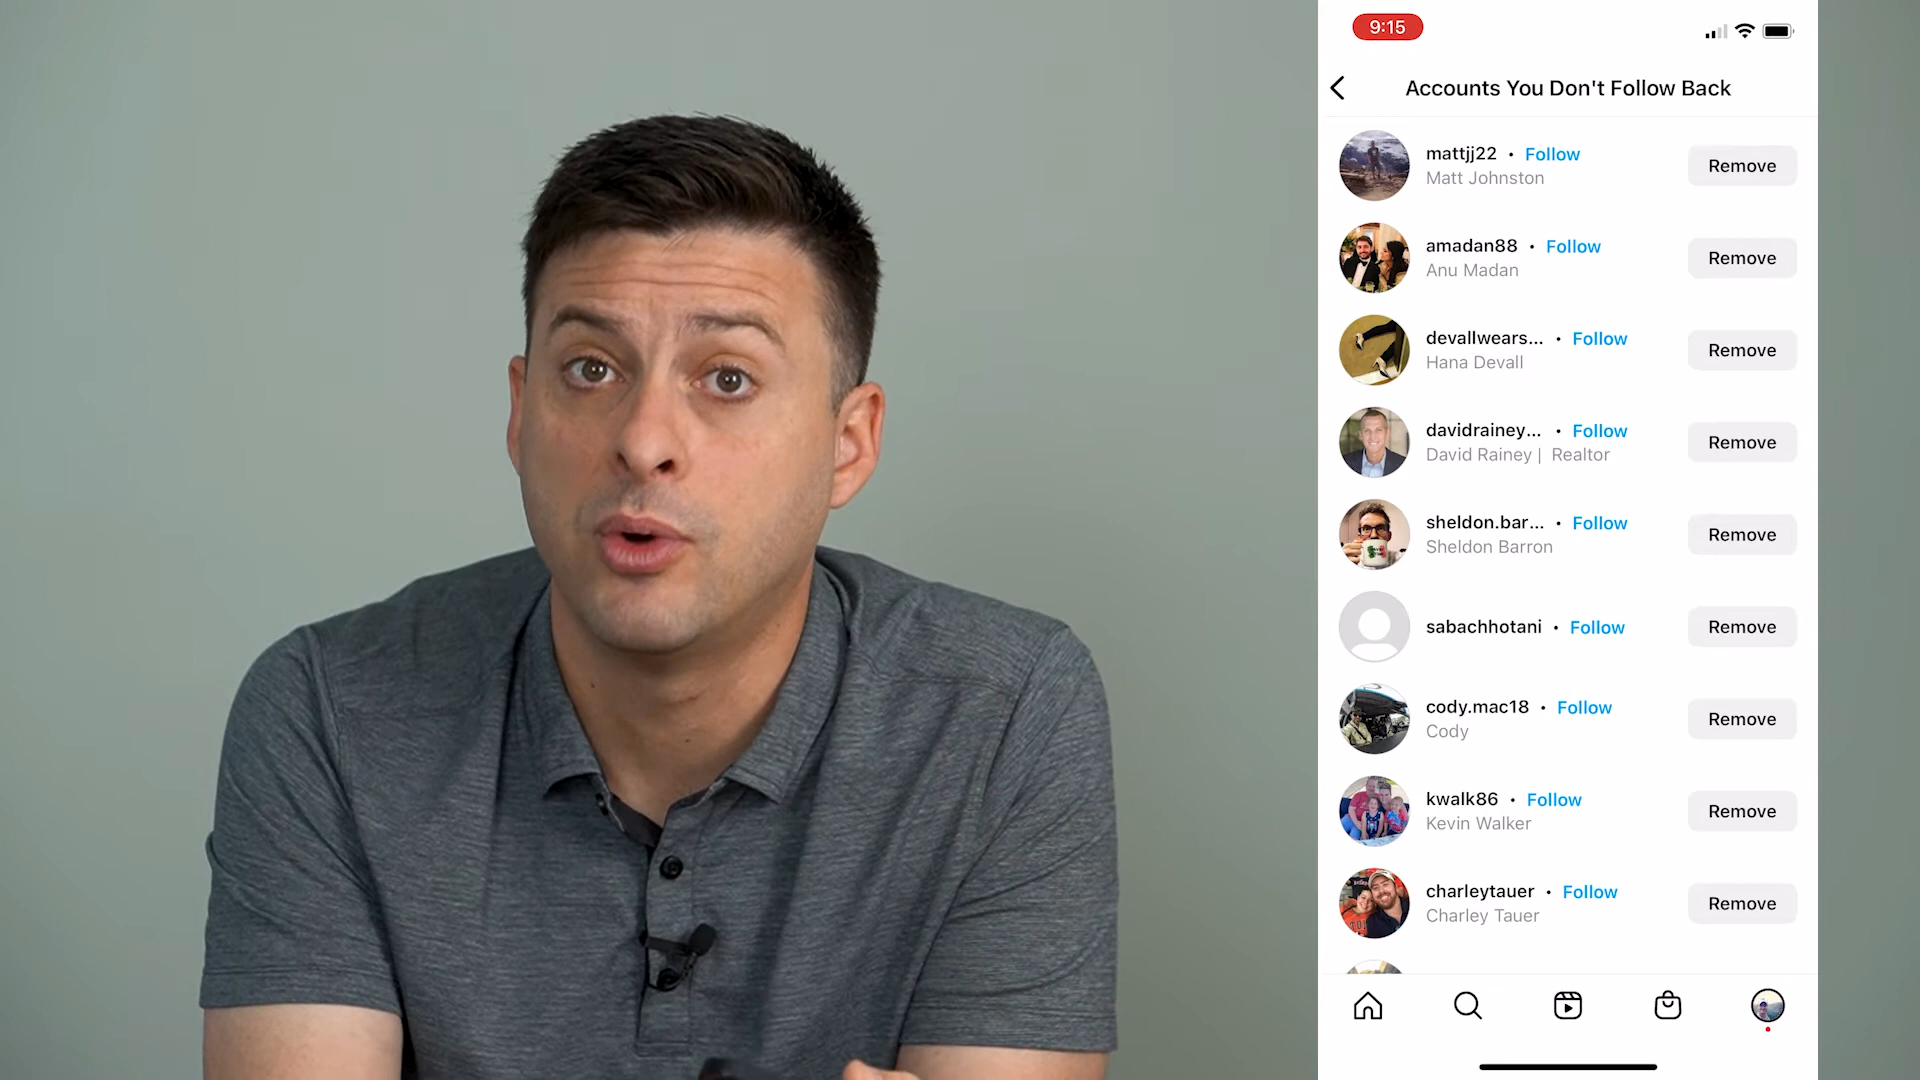 9:15
Accounts You Don't Follow Back
mattjj22 • Follow
Matt Johnston
Remove
amadan88 • Follow
Anu Madan
Remove
devallwears... • Follow
Hana Devall
Remove
davidrainey... • Follow
David Rainey | Realtor
Remove
sheldon.bar... • Follow
Sheldon Barron
Remove
sabachhotani • Follow
Remove
cody.mac18 • Follow
Cody
Remove
kwalk86 • Follow
Kevin Walker
Remove
charleytauer • Follow
Charley Tauer
Remove